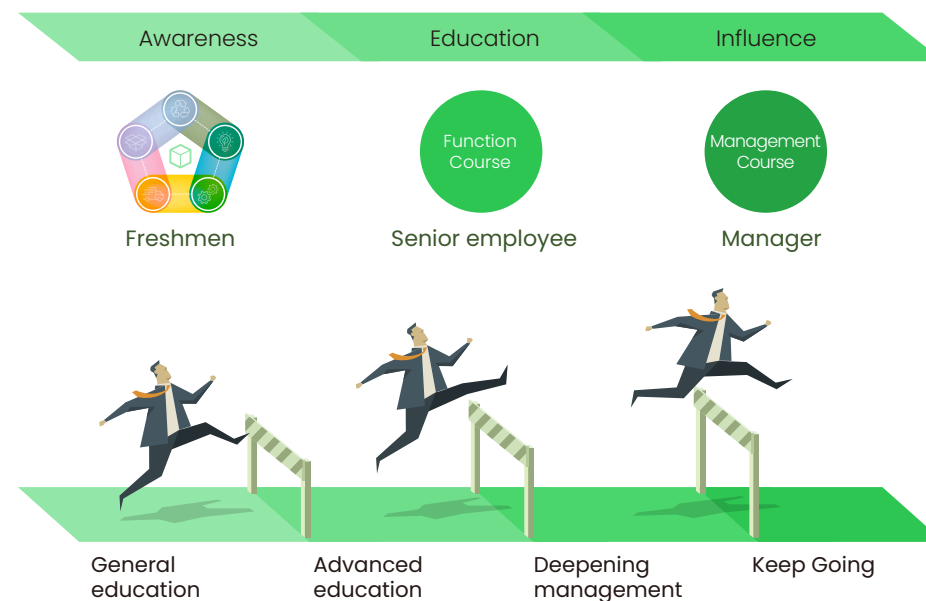 Awareness
Education
Influence
Function
Course
Management
Course
Freshmen
Senior employee
Manager
General
education
Advanced
education
Deepening
management
Keep Going